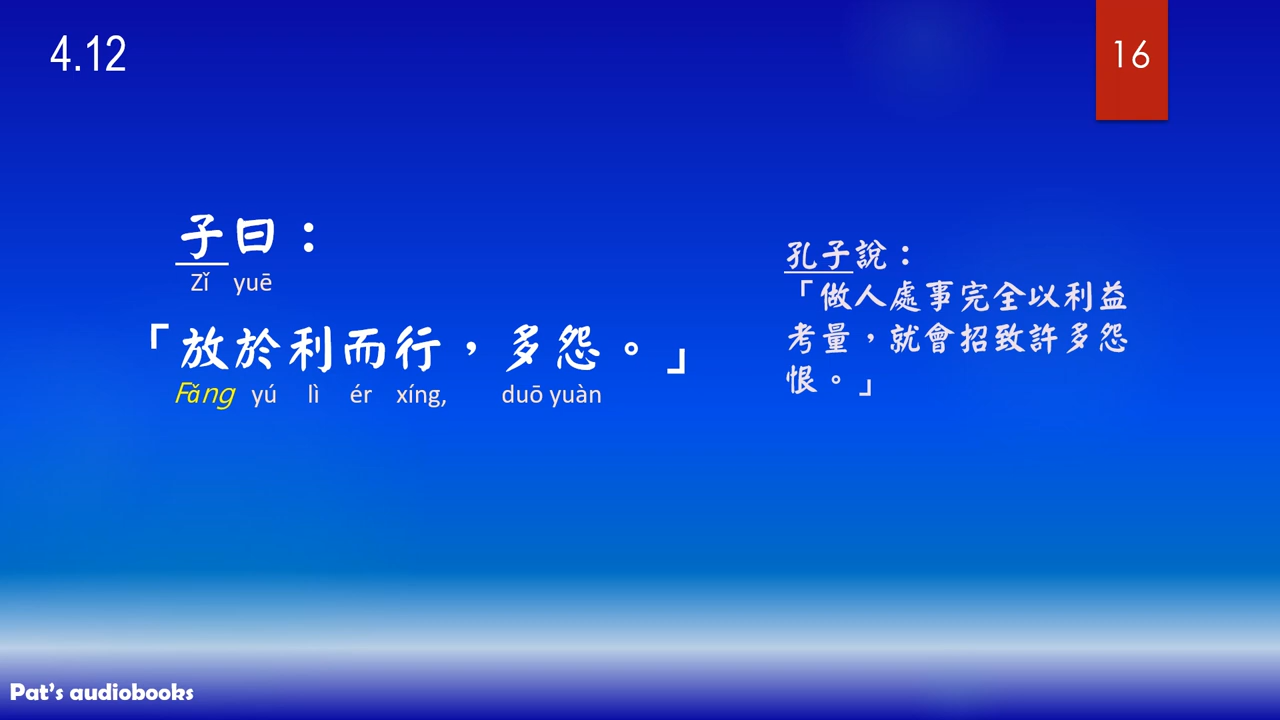 4.12
16
子曰：
Zǐ yuē
「放於利而行，多怨。」
Fǎng yú lì ér xíng, duō yuàn
孔子說：
「做人處事完全以利益
考量，就會招致許多怨
恨。」
Pat's audiobooks